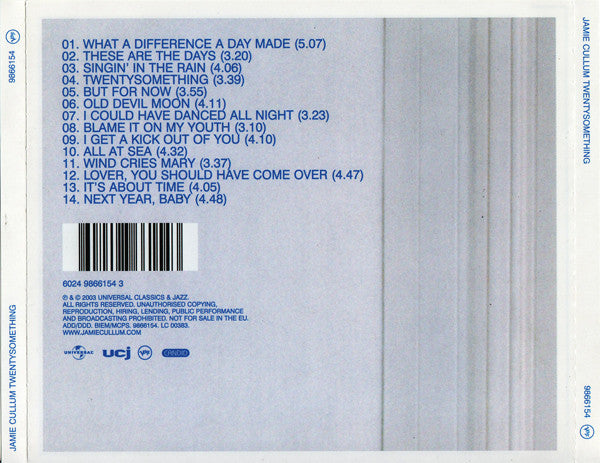 01. WHAT A DIFFERENCE A DAY MADE (5.07)
02. THESE ARE THE DAYS (3.20)
03. SINGIN' IN THE RAIN (4.06)
04. TWENTYSOMETHING (3.39)
05. BUT FOR NOW (3.55)
06. OLD DEVIL MOON (4.11)
07. I COULD HAVE DANCED ALL NIGHT (3.23)
08. BLAME IT ON MY YOUTH (3.10)
09. I GET A KICK OUT OF YOU (4.10)
10. ALL AT SEA (4.32)
11. WIND CRIES MARY (3.37)
12. LOVER, YOU SHOULD HAVE COME OVER (4.47)
13. IT'S ABOUT TIME (4.05)
14. NEXT YEAR, BABY (4.48)
6024 9866154 3
℗ & © 2003 UNIVERSAL CLASSICS & JAZZ.
ALL RIGHTS RESERVED. UNAUTHORISED COPYING,
REPRODUCTION, HIRING, LENDING, PUBLIC PERFORMANCE
AND BROADCASTING PROHIBITED. NOT FOR SALE IN THE EU.
ADD/DDD. BIEM/MCPS. 9866154. LC 00383.
WWW.JAMIECULLUM.COM
UNIVERSAL ucj CANDID
JAMIE CULLUM TWENTYSOMETHING
9866154
JAMIE CULLUM TWENTYSOMETHING
9866154